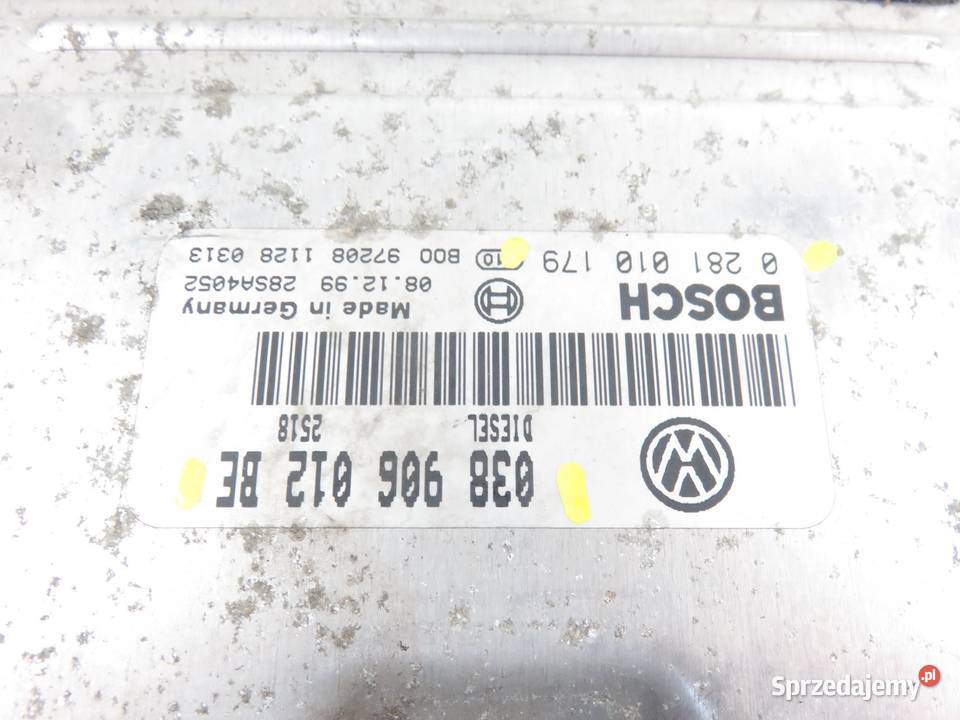 038 906 012 BE
DIESEL 2518
BOSCH Made in Germany
08.12.99 28SA4052
0 281 010 179 10 B00 97208 1128 0313
Sprzedajemy.pl